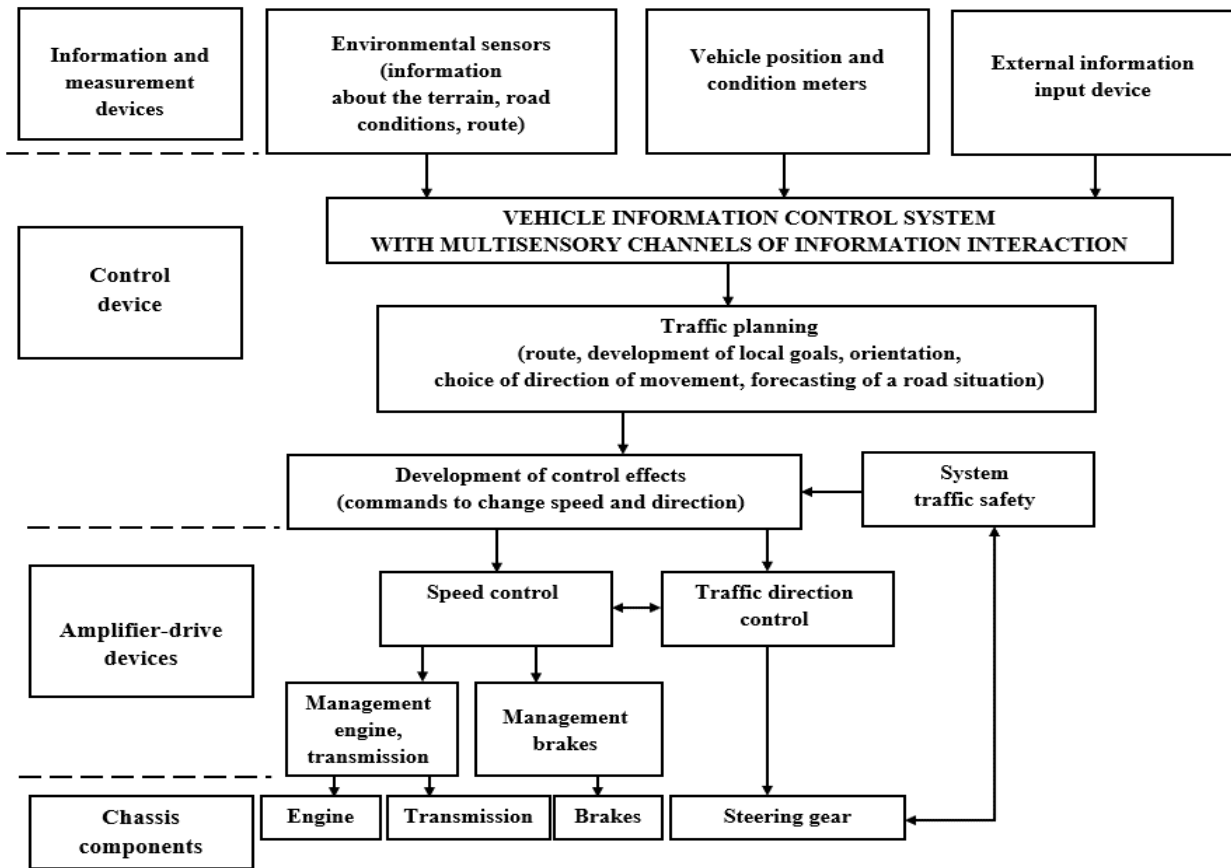 Information and
measurement
devices
Environmental sensors
(information
about the terrain, road
conditions, route)
Vehicle position and
condition meters
External information
input device
VEHICLE INFORMATION CONTROL SYSTEM
WITH MULTISENSORY CHANNELS OF INFORMATION INTERACTION
Control
device
Traffic planning
(route, development of local goals, orientation,
choice of direction of movement, forecasting of a road situation)
Development of control effects
(commands to change speed and direction)
System
traffic safety
Amplifier-drive
devices
Speed control
Traffic direction
control
Management
engine,
transmission
Management
brakes
Chassis
components
Engine
Transmission
Brakes
Steering gear